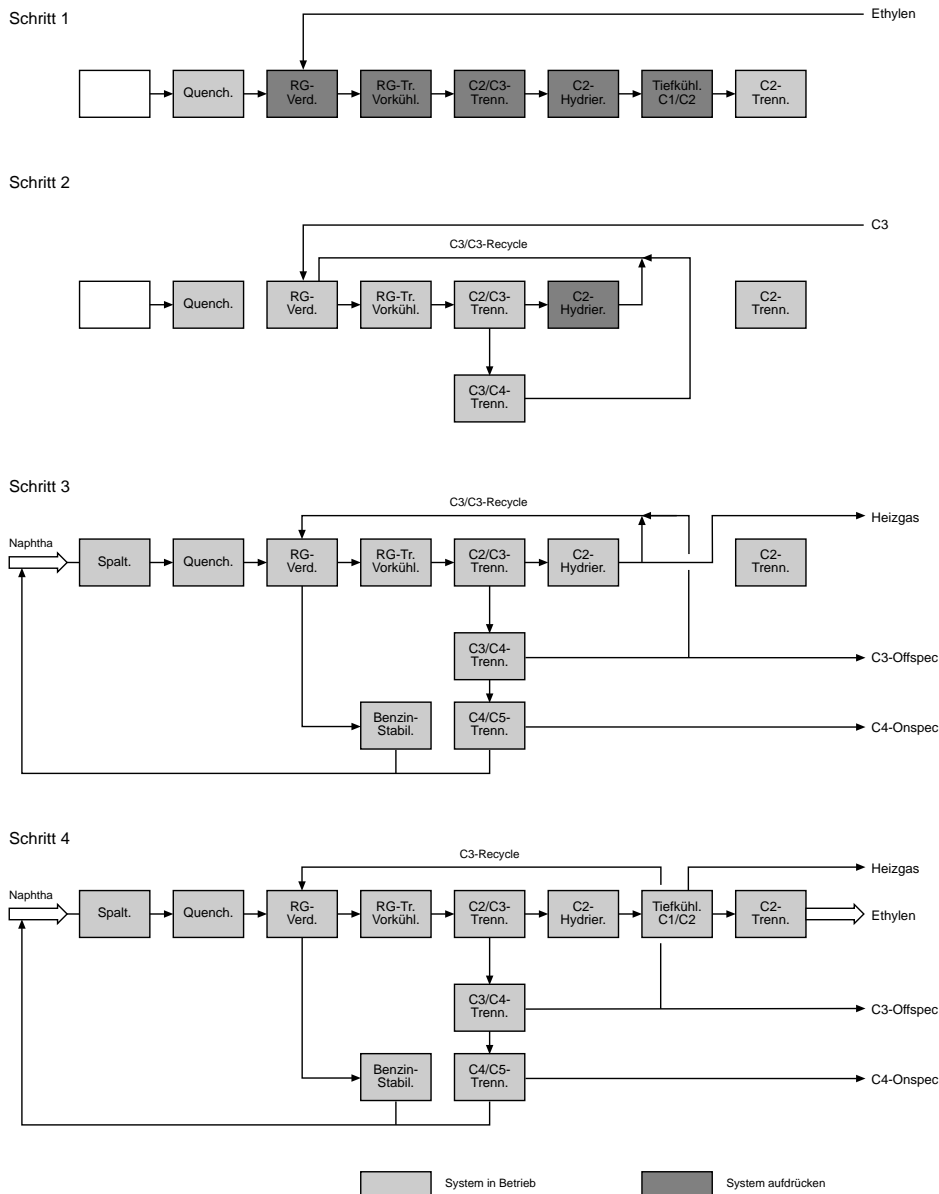 Schritt 1
Ethylen
Quench.
RG-
Verd.
RG-Tr.
Vorkühl.
C2/C3-
Trenn.
C2-
Hydrier.
Tiefkühl.
C1/C2
C2-
Trenn.
Schritt 2
C3
C3/C3-Recycle
Quench.
RG-
Verd.
RG-Tr.
Vorkühl.
C2/C3-
Trenn.
C2-
Hydrier.
C2-
Trenn.
C3/C4-
Trenn.
Schritt 3
C3/C3-Recycle
Heizgas
Naphtha
Spalt.
Quench.
RG-
Verd.
RG-Tr.
Vorkühl.
C2/C3-
Trenn.
C2-
Hydrier.
C2-
Trenn.
C3/C4-
Trenn.
C3-Offspec
Benzin-
Stabil.
C4/C5-
Trenn.
C4-Onspec
Schritt 4
C3-Recycle
Heizgas
Naphtha
Spalt.
Quench.
RG-
Verd.
RG-Tr.
Vorkühl.
C2/C3-
Trenn.
C2-
Hydrier.
Tiefkühl.
C1/C2
C2-
Trenn.
Ethylen
C3/C4-
Trenn.
C3-Offspec
Benzin-
Stabil.
C4/C5-
Trenn.
C4-Onspec
System in Betrieb
System aufdrücken